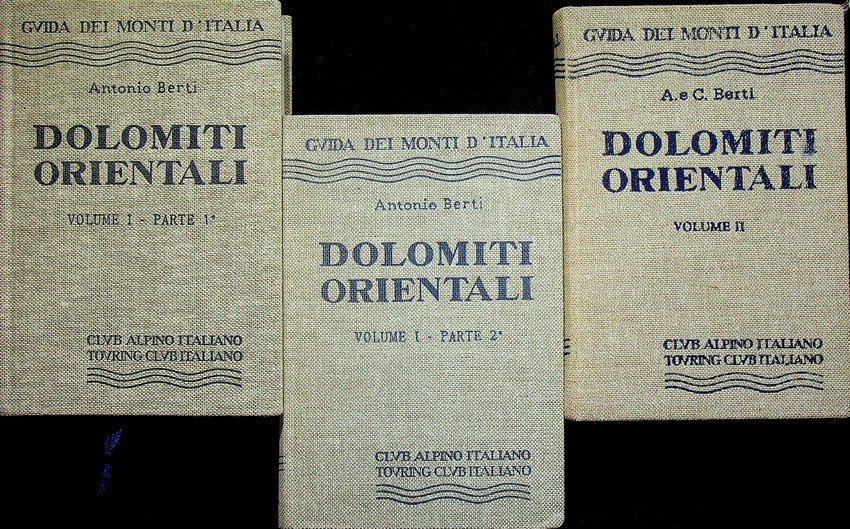 GVIDA DEI MONTI D'ITALIA
Antonio Berti
DOLOMITI
ORIENTALI
VOLUME I - PARTE 1ª
CLVB ALPINO ITALIANO
TOVRING CLVB ITALIANO
GVIDA DEI MONTI D'ITALIA
Antonio Berti
DOLOMITI
ORIENTALI
VOLUME I - PARTE 2ª
CLVB ALPINO ITALIANO
TOVRING CLVB ITALIANO
GVIDA DEI MONTI D'ITALIA
A. e C. Berti
DOLOMITI
ORIENTALI
VOLUME II
CLVB ALPINO ITALIANO
TOVRING CLVB ITALIANO